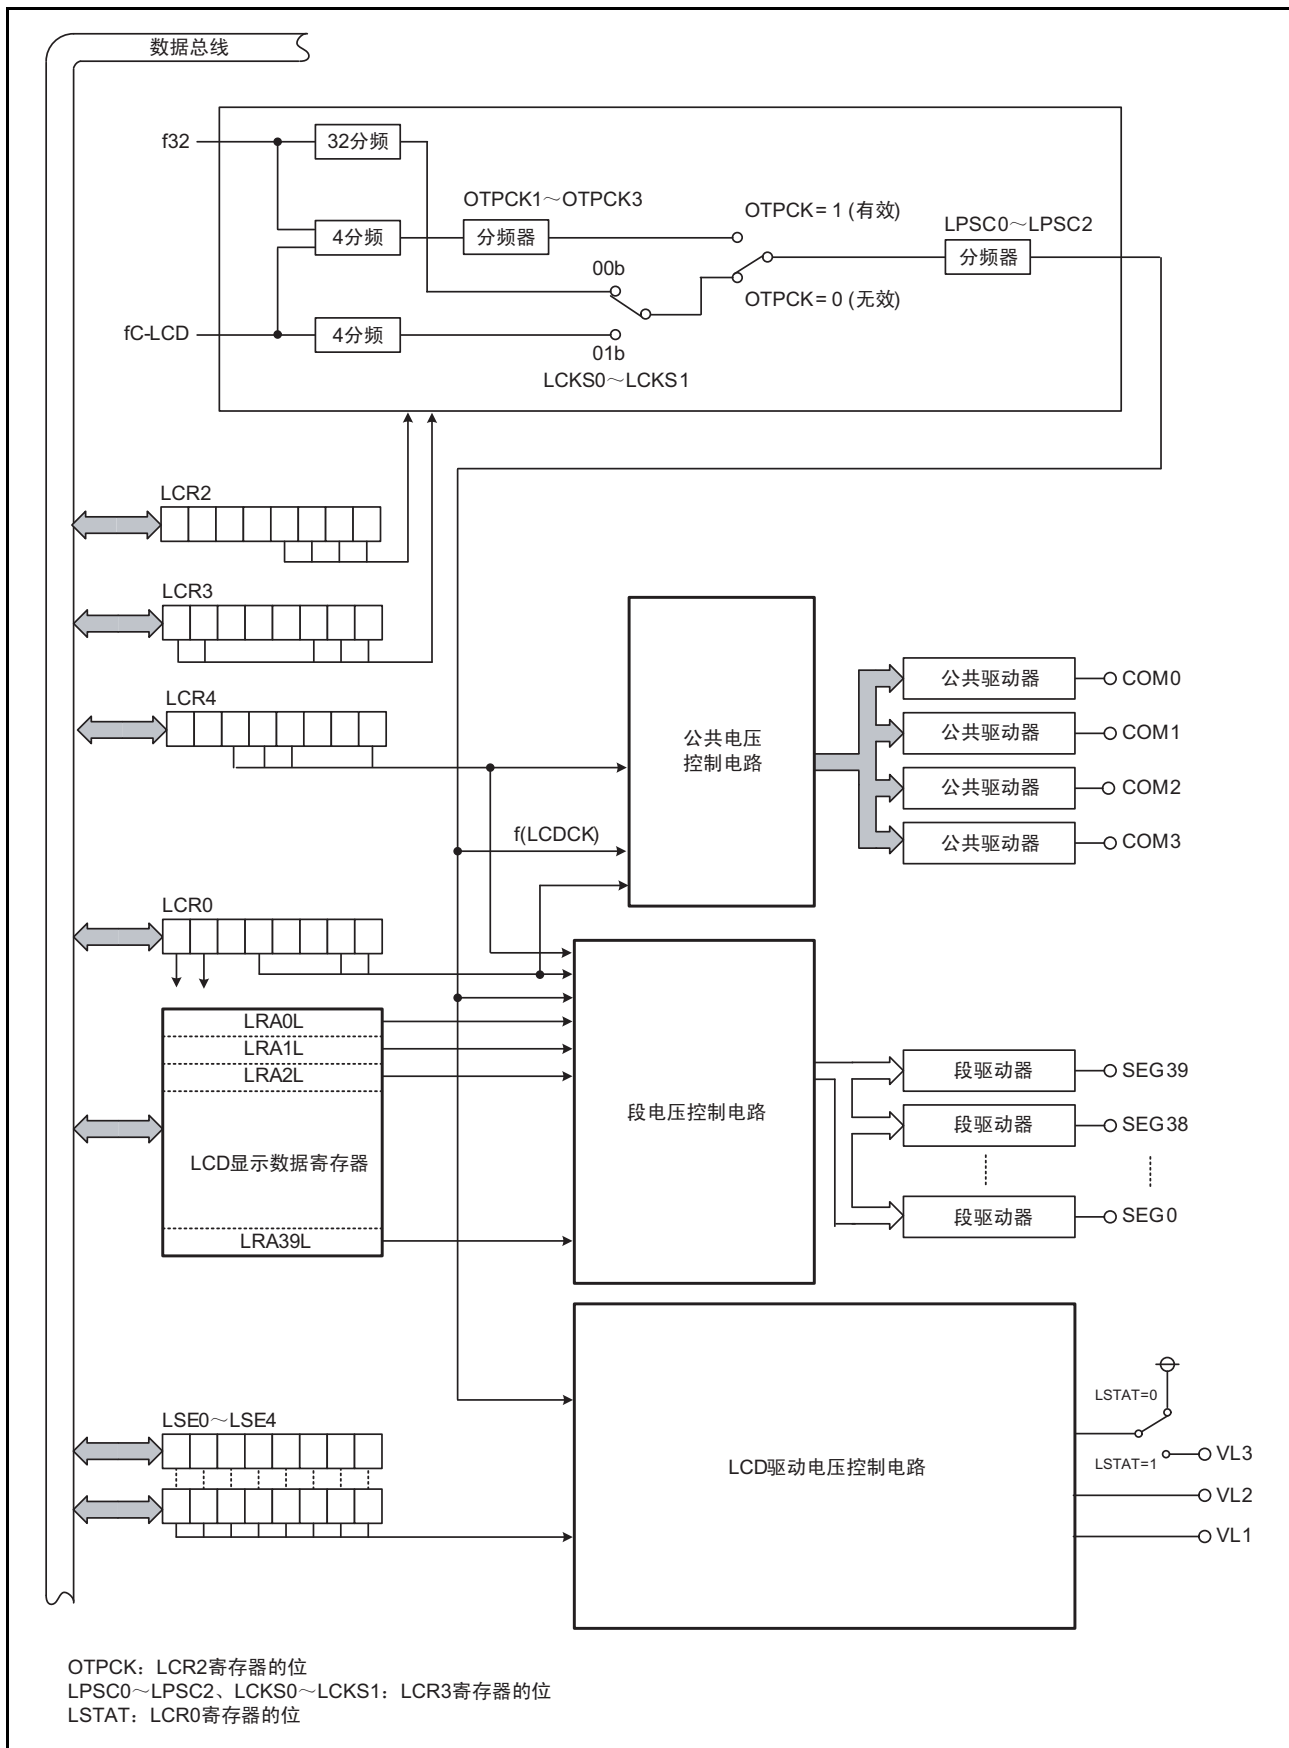 数据总线
f32
32分频
4分频
OTPCK1～OTPCK3
分频器
OTPCK= 1 (有效)
LPSC0～LPSC2
分频器
00b
OTPCK= 0 (无效)
fC-LCD
4分频
01b
LCKS0～LCKS1
LCR2
LCR3
LCR4
公共电压
控制电路
公共驱动器
COM0
公共驱动器
COM1
公共驱动器
COM2
公共驱动器
COM3
f(LCDCK)
LCR0
LRA0L
LRA1L
LRA2L
LCD显示数据寄存器
LRA39L
段电压控制电路
段驱动器
SEG39
段驱动器
SEG38
段驱动器
SEG0
LSE0～LSE4
LCD驱动电压控制电路
LSTAT=0
LSTAT=1
VL3
VL2
VL1
OTPCK：LCR2寄存器的位
LPSC0～LPSC2、LCKS0～LCKS1：LCR3寄存器的位
LSTAT：LCR0寄存器的位